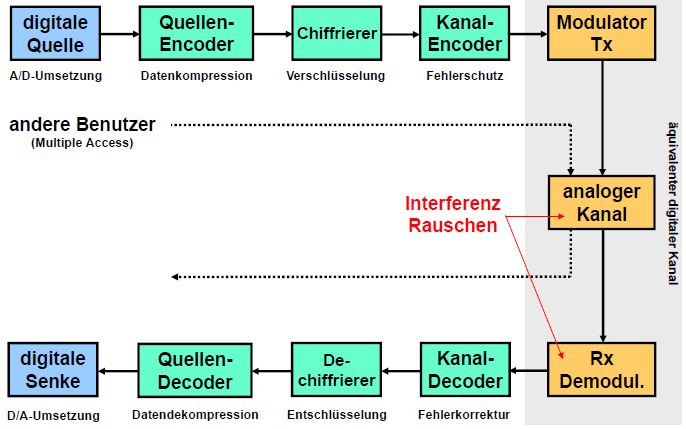 digitale
Quelle
Quellen-
Encoder
Chiffrierer
Kanal-
Encoder
Modulator
Tx
A/D-Umsetzung
Datenkompression
Verschlüsselung
Fehlerschutz
andere Benutzer
(Multiple Access)
äquivalenter digitaler Kanal
analoger
Kanal
Interferenz
Rauschen
digitale
Senke
Quellen-
Decoder
De-
chiffrierer
Kanal-
Decoder
Rx
Demodul.
D/A-Umsetzung
Datendekompression
Entschlüsselung
Fehlerkorrektur